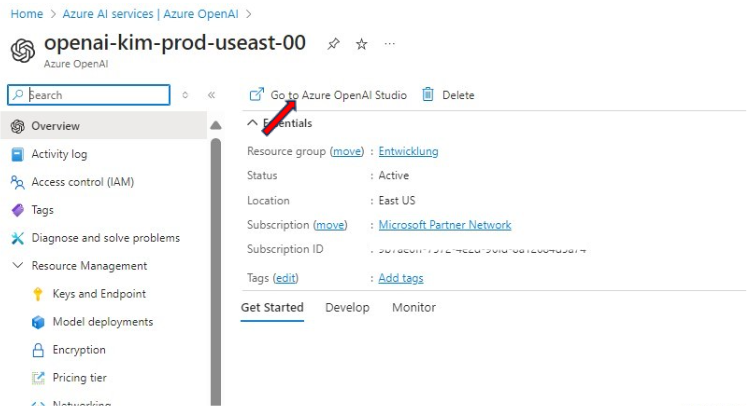 Home > Azure AI services | Azure OpenAI >
openai-kim-prod-useast-00
Azure OpenAI
Search
Go to Azure OpenAI Studio
Delete
Overview
Activity log
Access control (IAM)
Tags
Diagnose and solve problems
Resource Management
Keys and Endpoint
Model deployments
Encryption
Pricing tier
Networking
Essentials
Resource group (move) : Entwicklung
Status : Active
Location : East US
Subscription (move) : Microsoft Partner Network
Subscription ID :
Tags (edit) : Add tags
Get Started Develop Monitor